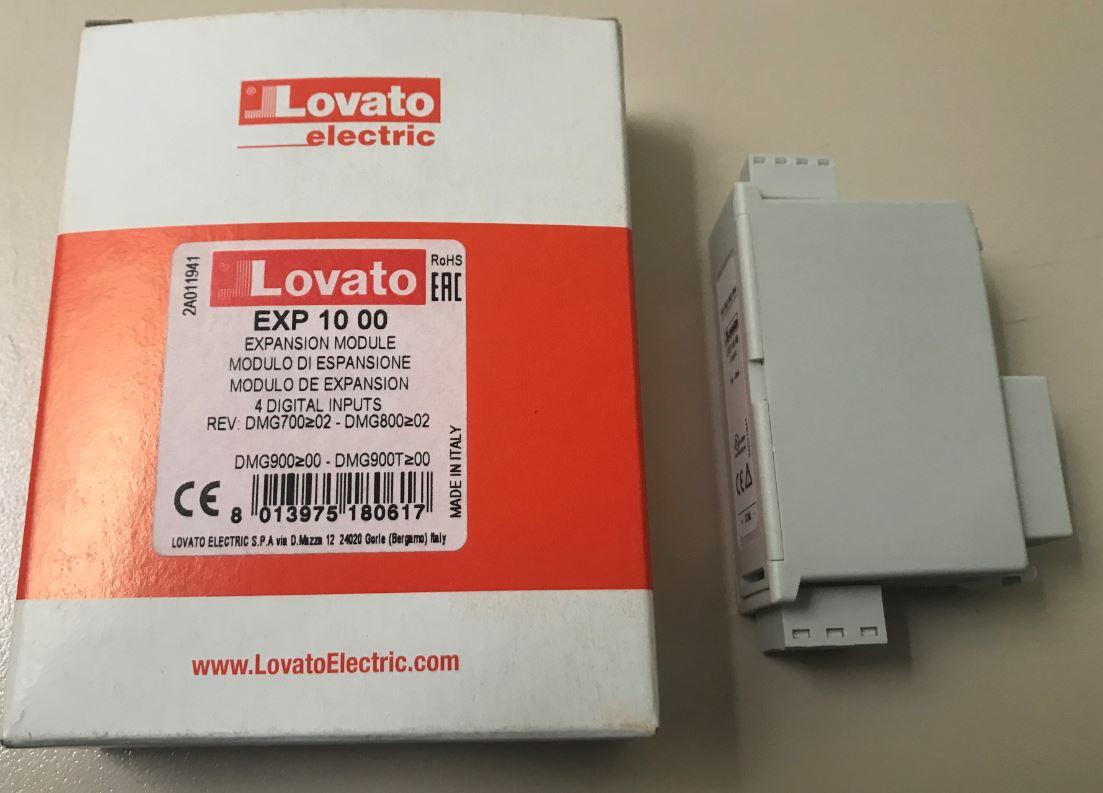 Lovato
electric
2A011941
Lovato
RoHS
EAC
EXP 10 00
EXPANSION MODULE
MODULO DI ESPANSIONE
MODULO DE EXPANSION
4 DIGITAL INPUTS
REV: DMG700≥02 - DMG800≥02
DMG900≥00 - DMG900T≥00
MADE IN ITALY
CE
8 013975 180617
LOVATO ELECTRIC S.P.A via D.Mazza 12 24020 Gorle (Bergamo) Italy
www.LovatoElectric.com
Lovato
CE